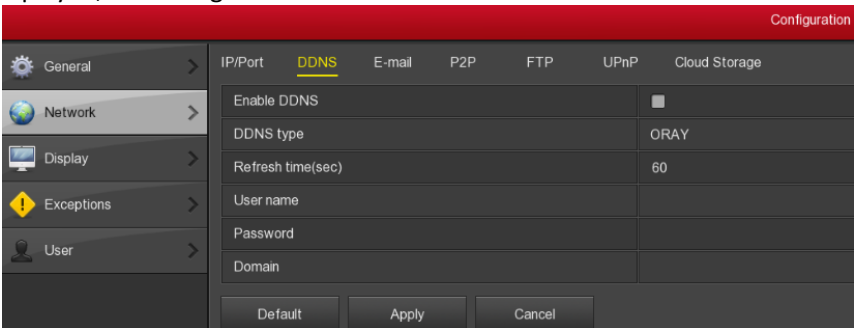 Configuration
General
Network
Display
Exceptions
User
IP/Port DDNS E-mail P2P FTP UPnP Cloud Storage
Enable DDNS
DDNS type ORAY
Refresh time(sec) 60
User name
Password
Domain
Default Apply Cancel